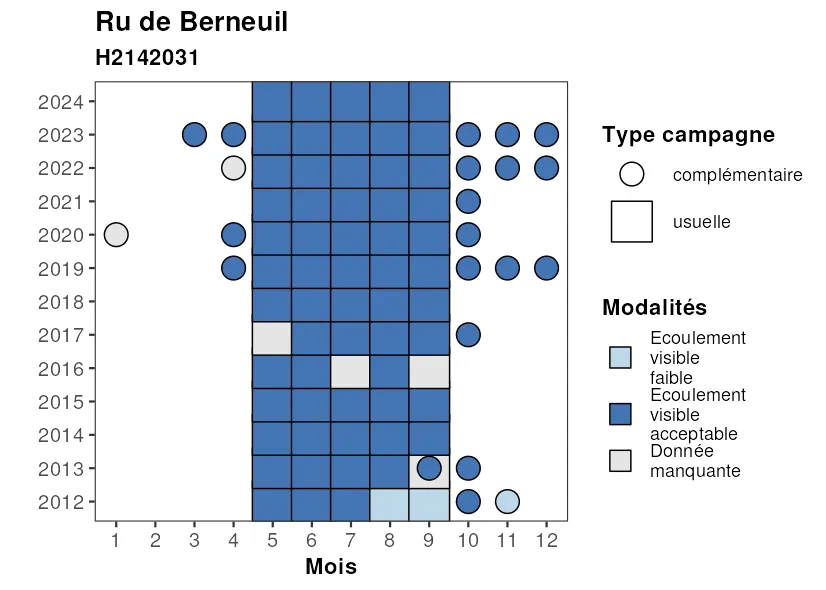 Ru de Berneuil
H2142031
2024
2023
2022
2021
2020
2019
2018
2017
2016
2015
2014
2013
2012
1 2 3 4 5 6 7 8 9 10 11 12
Mois
Type campagne
complémentaire
usuelle
Modalités
Ecoulement
visible
faible
Ecoulement
visible
acceptable
Donnée
manquante